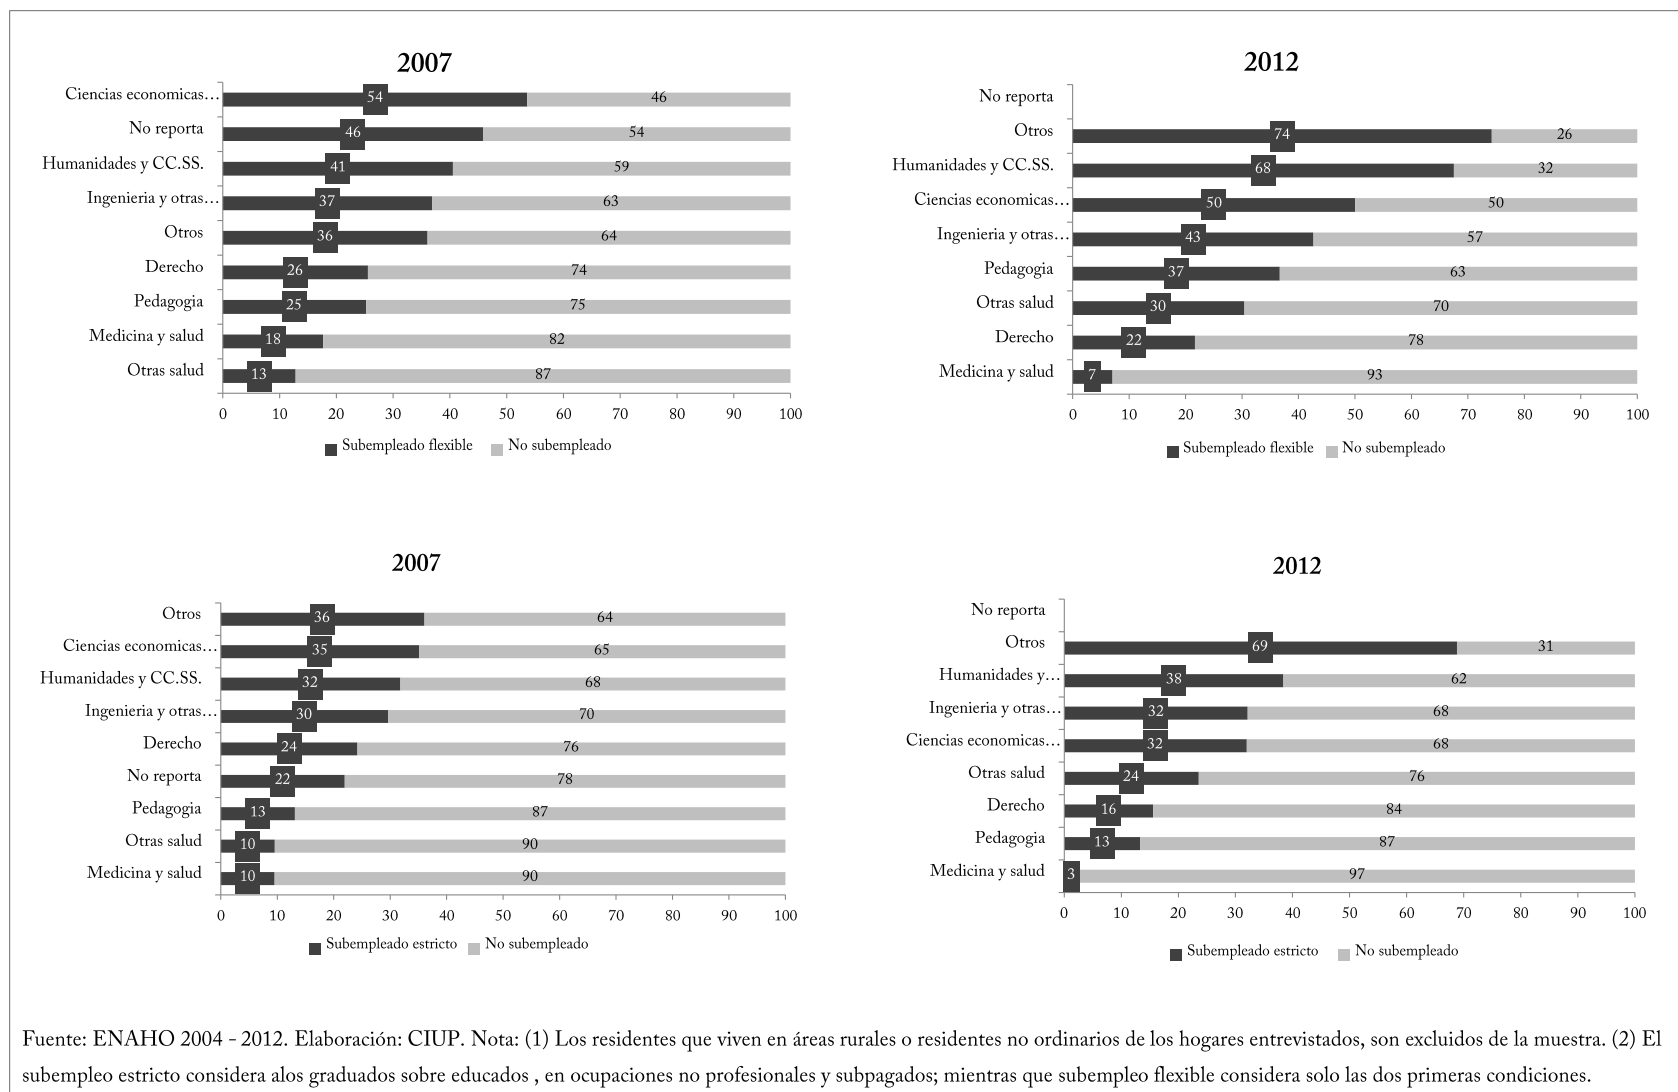 2007
Ciencias economicas… 54 46
No reporta 46 54
Humanidades y CC.SS. 41 59
Ingenieria y otras… 37 63
Otros 36 64
Derecho 26 74
Pedagogia 25 75
Medicina y salud 18 82
Otras salud 13 87
0 10 20 30 40 50 60 70 80 90 100
Subempleado flexible No subempleado
2012
No reporta
Otros 74 26
Humanidades y CC.SS. 68 32
Ciencias economicas… 50 50
Ingenieria y otras… 43 57
Pedagogia 37 63
Otras salud 30 70
Derecho 22 78
Medicina y salud 7 93
0 10 20 30 40 50 60 70 80 90 100
Subempleado flexible No subempleado
2007
Otros 36 64
Ciencias economicas… 35 65
Humanidades y CC.SS. 32 68
Ingenieria y otras… 30 70
Derecho 24 76
No reporta 22 78
Pedagogia 13 87
Otras salud 10 90
Medicina y salud 10 90
0 10 20 30 40 50 60 70 80 90 100
Subempleado estricto No subempleado
2012
No reporta
Otros 69 31
Humanidades y… 38 62
Ingenieria y otras… 32 68
Ciencias economicas… 32 68
Otras salud 24 76
Derecho 16 84
Pedagogia 13 87
Medicina y salud 3 97
0 10 20 30 40 50 60 70 80 90 100
Subempleado estricto No subempleado
Fuente: ENAHO 2004 - 2012. Elaboración: CIUP. Nota: (1) Los residentes que viven en áreas rurales o residentes no ordinarios de los hogares entrevistados, son excluidos de la muestra. (2) El
subempleo estricto considera alos graduados sobre educados , en ocupaciones no profesionales y subpagados; mientras que subempleo flexible considera solo las dos primeras condiciones.